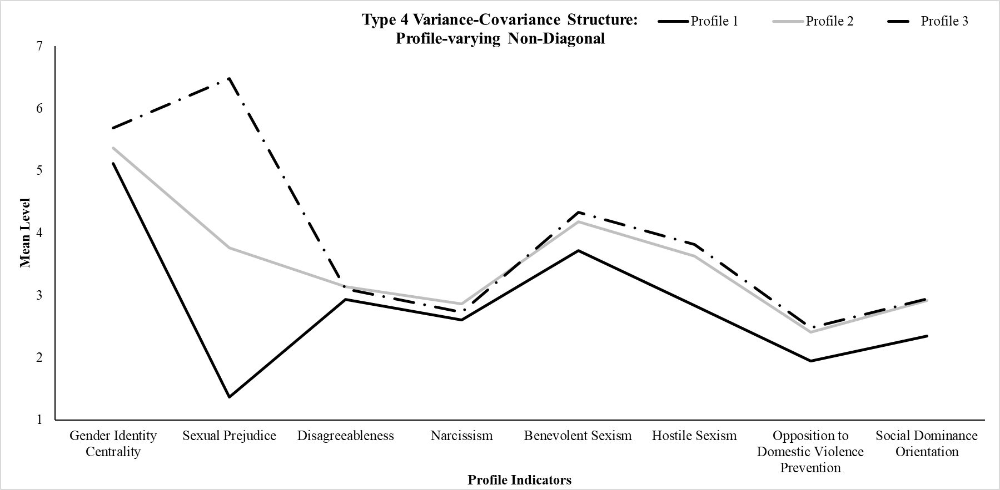 Type 4 Variance-Covariance Structure:
Profile-varying Non-Diagonal
Profile 1
Profile 2
Profile 3
7
6
5
4
3
2
1
Mean Level
Gender Identity
Centrality
Sexual Prejudice
Disagreeableness
Narcissism
Benevolent Sexism
Hostile Sexism
Opposition to
Domestic Violence
Prevention
Social Dominance
Orientation
Profile Indicators